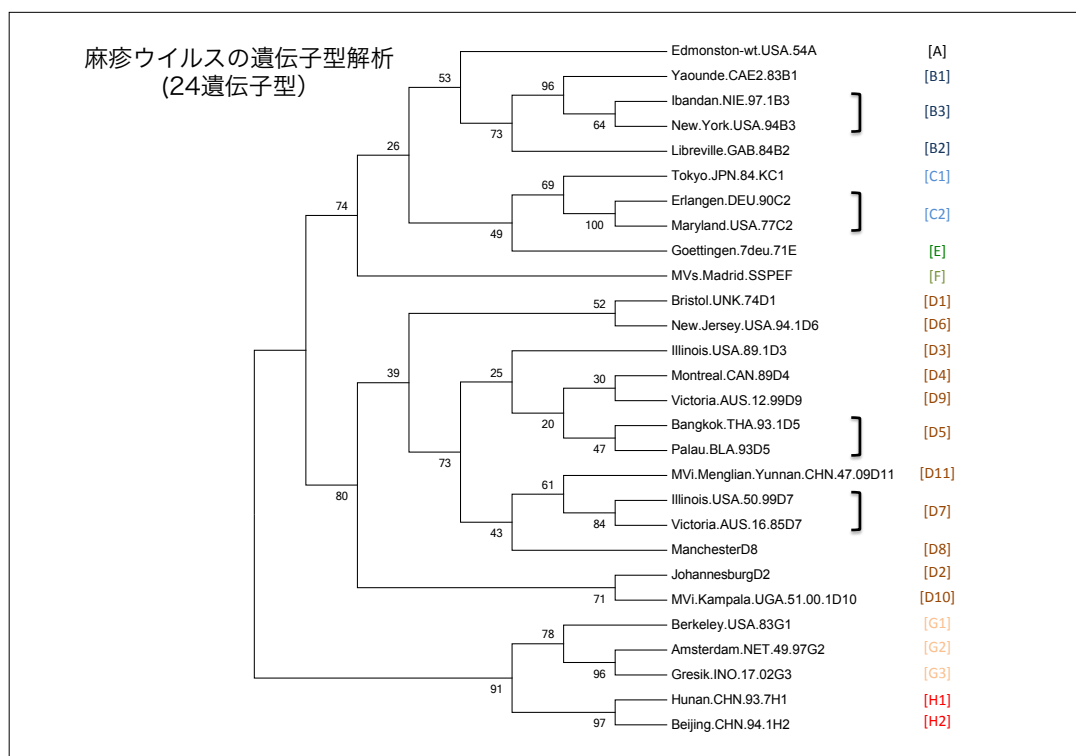 麻疹ウイルスの遺伝子型解析
(24遺伝子型）
Edmonston-wt.USA.54A [A]
Yaounde.CAE2.83B1 [B1]
Ibandan.NIE.97.1B3
New.York.USA.94B3
[B3]
Libreville.GAB.84B2 [B2]
Tokyo.JPN.84.KC1 [C1]
Erlangen.DEU.90C2
Maryland.USA.77C2
[C2]
Goettingen.7deu.71E [E]
MVs.Madrid.SSPEF [F]
Bristol.UNK.74D1 [D1]
New.Jersey.USA.94.1D6 [D6]
Illinois.USA.89.1D3 [D3]
Montreal.CAN.89D4 [D4]
Victoria.AUS.12.99D9 [D9]
Bangkok.THA.93.1D5
Palau.BLA.93D5
[D5]
MVi.Menglian.Yunnan.CHN.47.09D11 [D11]
Illinois.USA.50.99D7
Victoria.AUS.16.85D7
[D7]
ManchesterD8 [D8]
JohannesburgD2 [D2]
MVi.Kampala.UGA.51.00.1D10 [D10]
Berkeley.USA.83G1 [G1]
Amsterdam.NET.49.97G2 [G2]
Gresik.INO.17.02G3 [G3]
Hunan.CHN.93.7H1 [H1]
Beijing.CHN.94.1H2 [H2]
53
96
64
73
26
69
100
49
74
52
39
25
30
20
47
73
61
84
43
80
71
78
96
91
97